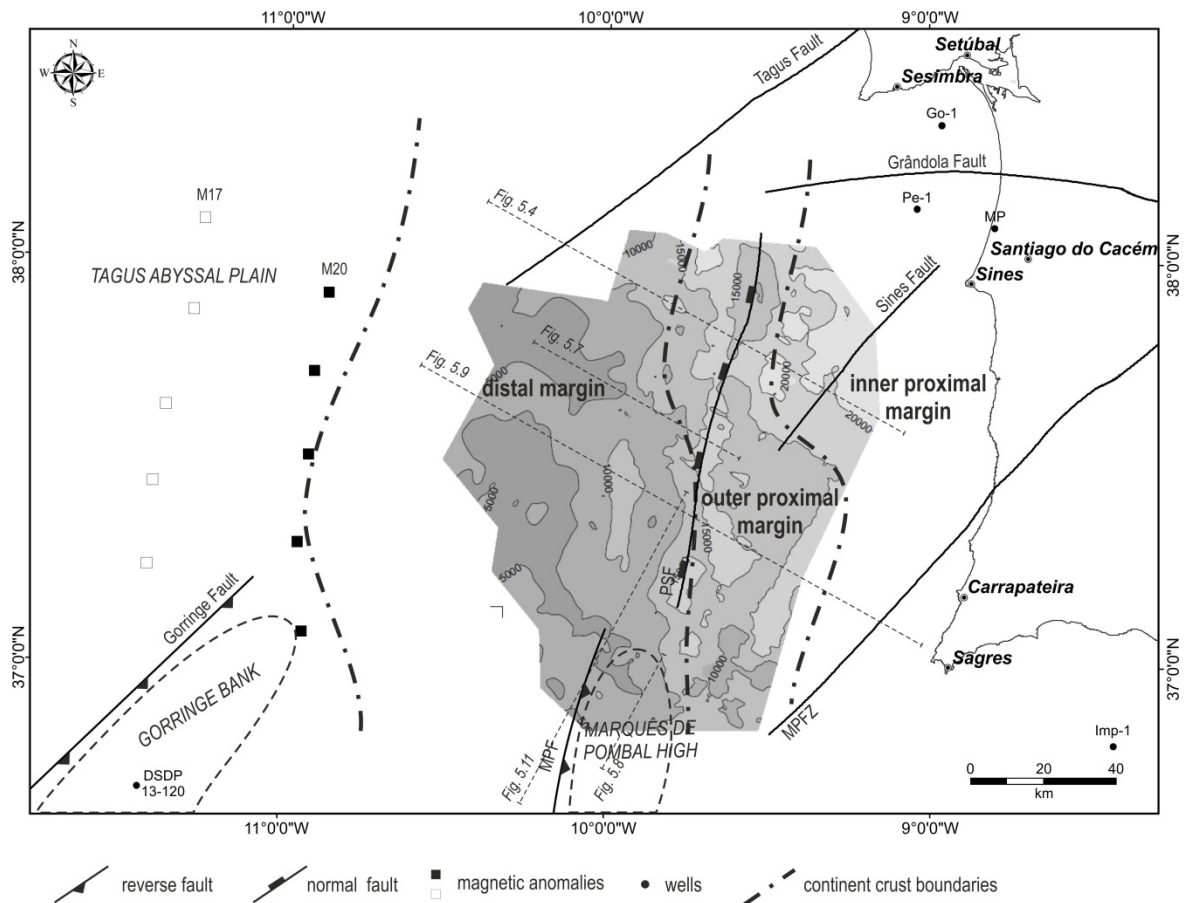 11°0'0"W
10°0'0"W
9°0'0"W
N
W
E
S
Setúbal
Sesimbra
Tagus Fault
Go-1
Grândola Fault
M17
Fig. 5.4
Pe-1
MP
38°0'0"N
38°0'0"N
10000
15000
Santiago do Cacém
TAGUS ABYSSAL PLAIN
M20
15000
Sines
Sines Fault
Fig. 5.7
Fig. 5.9
5000
distal margin
20000
inner proximal
margin
20000
10000
5000
outer proximal
margin
15000
5000
PSF
Gorringe Fault
Carrapateira
37°0'0"N
37°0'0"N
10000
Sagres
GORRINGE BANK
MARQUÊS DE
POMBAL HIGH
MPF
MPFZ
Fig. 5.11
Fig. 5.8
Imp-1
DSDP
13-120
0 10 20 40
km
11°0'0"W
10°0'0"W
9°0'0"W
reverse fault
normal fault
magnetic anomalies
wells
continent crust boundaries